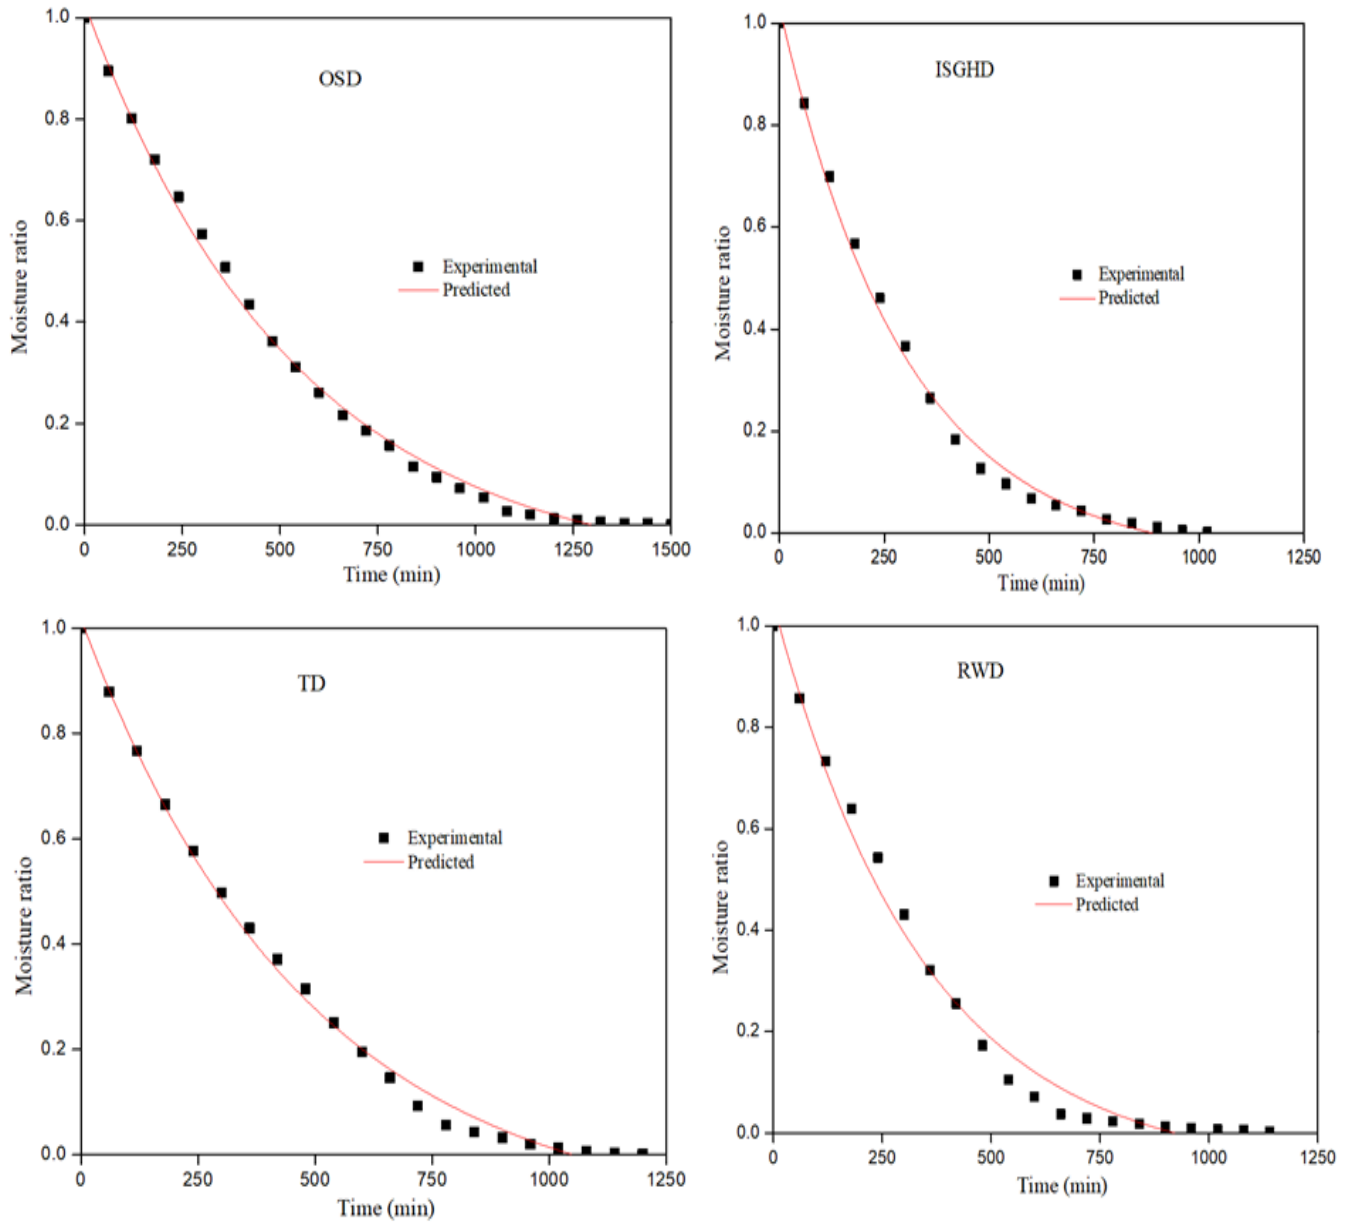 OSD
1.0
0.8
0.6
0.4
0.2
0.0
Moisture ratio
Experimental
Predicted
0 250 500 750 1000 1250 1500
Time (min)
ISGHD
1.0
0.8
0.6
0.4
0.2
0.0
Moisture ratio
Experimental
Predicted
0 250 500 750 1000 1250
Time (min)
TD
1.0
0.8
0.6
0.4
0.2
0.0
Moisture ratio
Experimental
Predicted
0 250 500 750 1000 1250
Time (min)
RWD
1.0
0.8
0.6
0.4
0.2
0.0
Moisture ratio
Experimental
Predicted
0 250 500 750 1000 1250
Time (min)